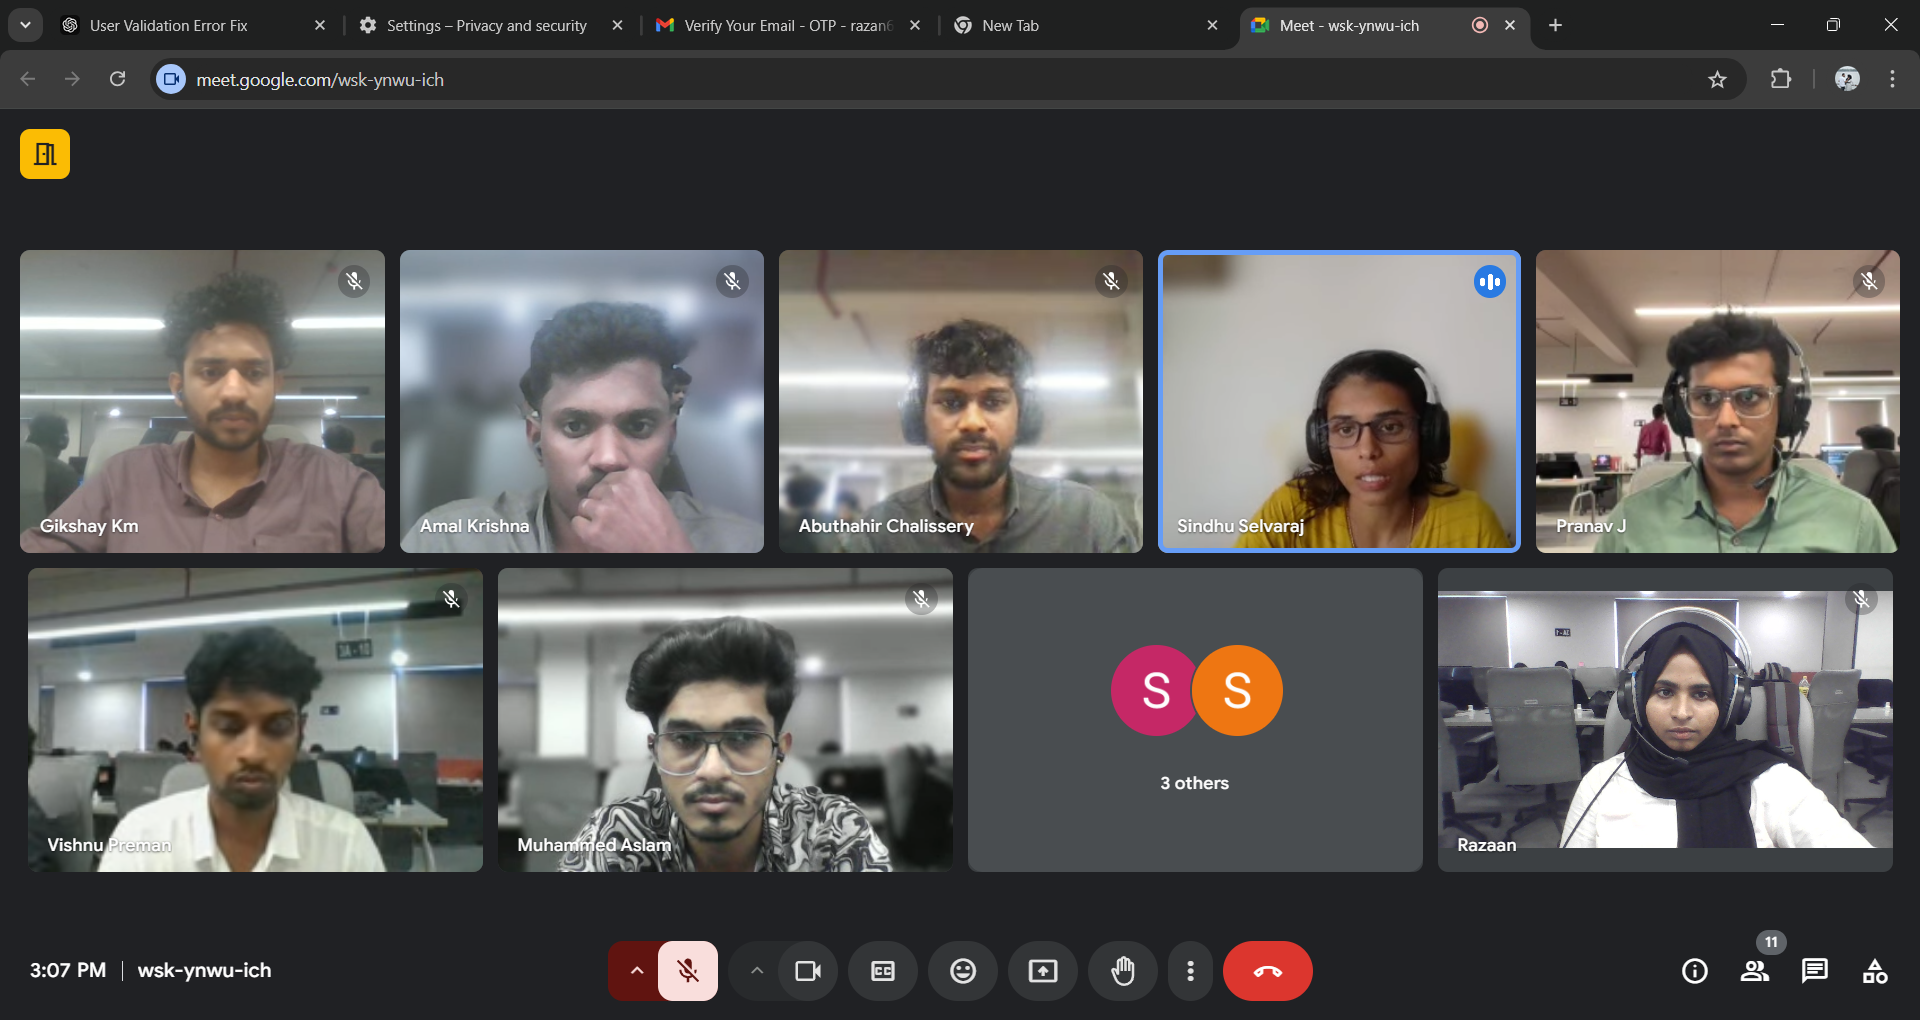 User Validation Error Fix
Settings – Privacy and security
Verify Your Email - OTP - razan
New Tab
Meet - wsk-ynwu-ich
meet.google.com/wsk-ynwu-ich
Gikshay Km
Amal Krishna
Abuthahir Chalissery
Sindhu Selvaraj
Pranav J
Vishnu Preman
Muhammed Aslam
S S
3 others
Razaan
3:07 PM | wsk-ynwu-ich
CC
11